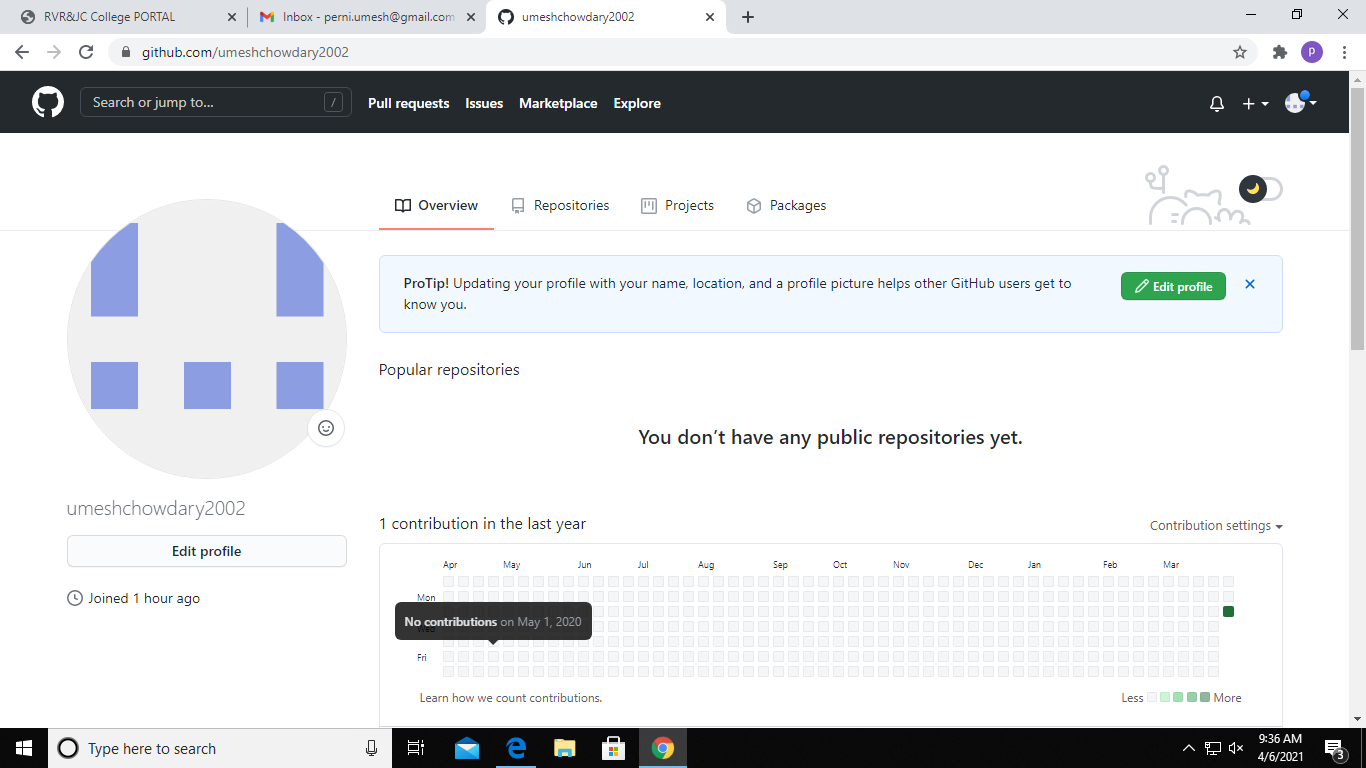 RVR&JC College PORTAL
Inbox - perni.umesh@gmail.com
umeshchowdary2002
github.com/umeshchowdary2002
P
Search or jump to...
/
Pull requests
Issues
Marketplace
Explore
Overview
Repositories
Projects
Packages
ProTip! Updating your profile with your name, location, and a profile picture helps other GitHub users get to
know you.
Edit profile
Popular repositories
You don't have any public repositories yet.
umeshchowdary2002
Edit profile
Joined 1 hour ago
1 contribution in the last year
Contribution settings
Apr May Jun Jul Aug Sep Oct Nov Dec Jan Feb Mar
Mon
No contributions on May 1, 2020
Wed
Fri
Learn how we count contributions.
Less
More
Type here to search
9:36 AM
4/6/2021
3